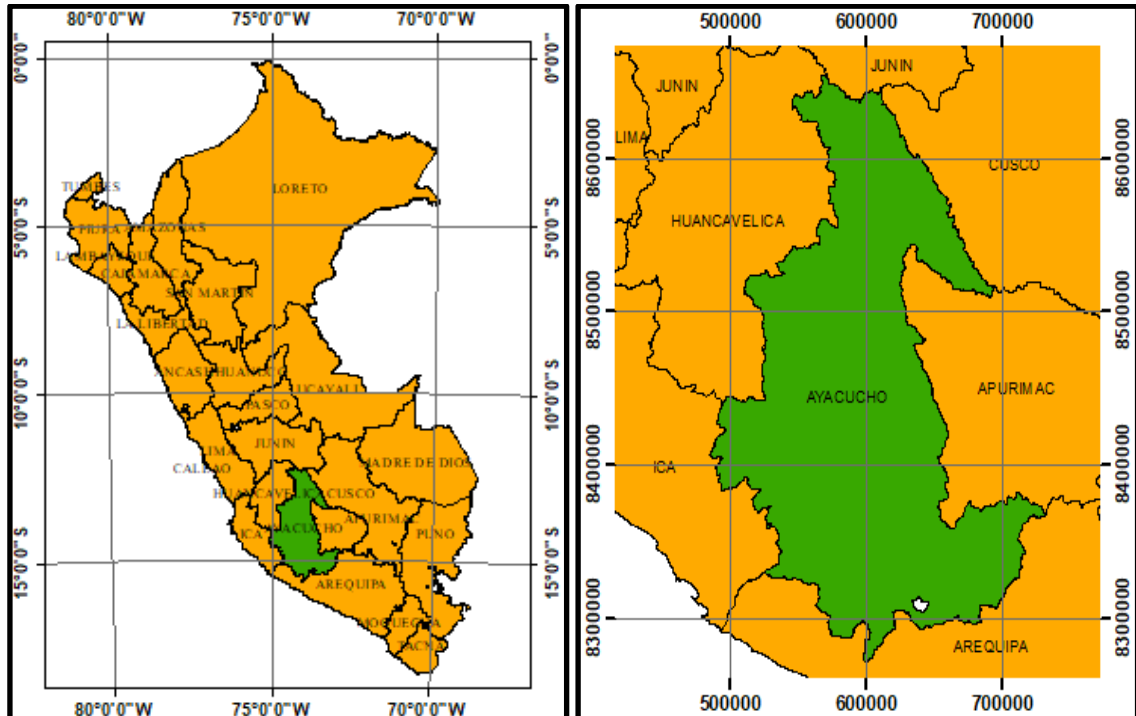 80°0'0"W 75°0'0"W 70°0'0"W
0°0'0" 0°0'0"
TUMBES
LORETO
5°0'0"S 5°0'0"S
PIURA AMAZONAS
CAJAMARCA
SAN MARTIN
LA LIBERTAD
HUANUCO
10°0'0"S 10°0'0"S
PASCO
JUNIN
LIMA
CALLAO
MADRE DE DIOS
HUANCAVELICA CUSCO
APURIMAC
ICA AYACUCHO PUNO
15°0'0"S 15°0'0"S
AREQUIPA
MOQUEGUA
TACNA
80°0'0"W 75°0'0"W 70°0'0"W
500000 600000 700000
JUNIN
JUNIN
LIMA
8600000 8600000
CUSCO
HUANCAVELICA
8500000 8500000
APURIMAC
AYACUCHO
ICA
8400000 8400000
8300000 8300000
AREQUIPA
500000 600000 700000